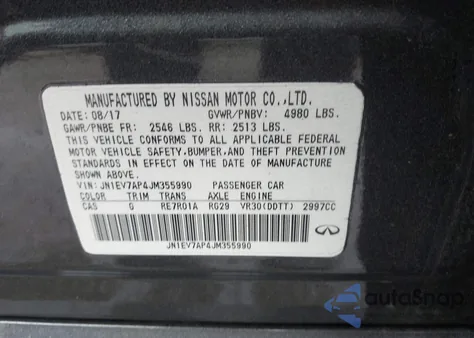 MANUFACTURED BY NISSAN MOTOR CO.,LTD.
DATE: 08/17 GVWR/PNBV: 4980 LBS.
GAWR/PNBE FR: 2546 LBS. RR: 2513 LBS.
THIS VEHICLE CONFORMS TO ALL APPLICABLE FEDERAL
MOTOR VEHICLE SAFETY, BUMPER, AND THEFT PREVENTION
STANDARDS IN EFFECT ON THE DATE OF MANUFACTURE
SHOWN ABOVE.
VIN: JN1EV7AP4JM355990 PASSENGER CAR
COLOR TRIM TRANS AXLE ENGINE
CAS G RE7R01A RG29 VR30(DDTT) 2997CC
JN1EV7AP4JM355990
autoSnap